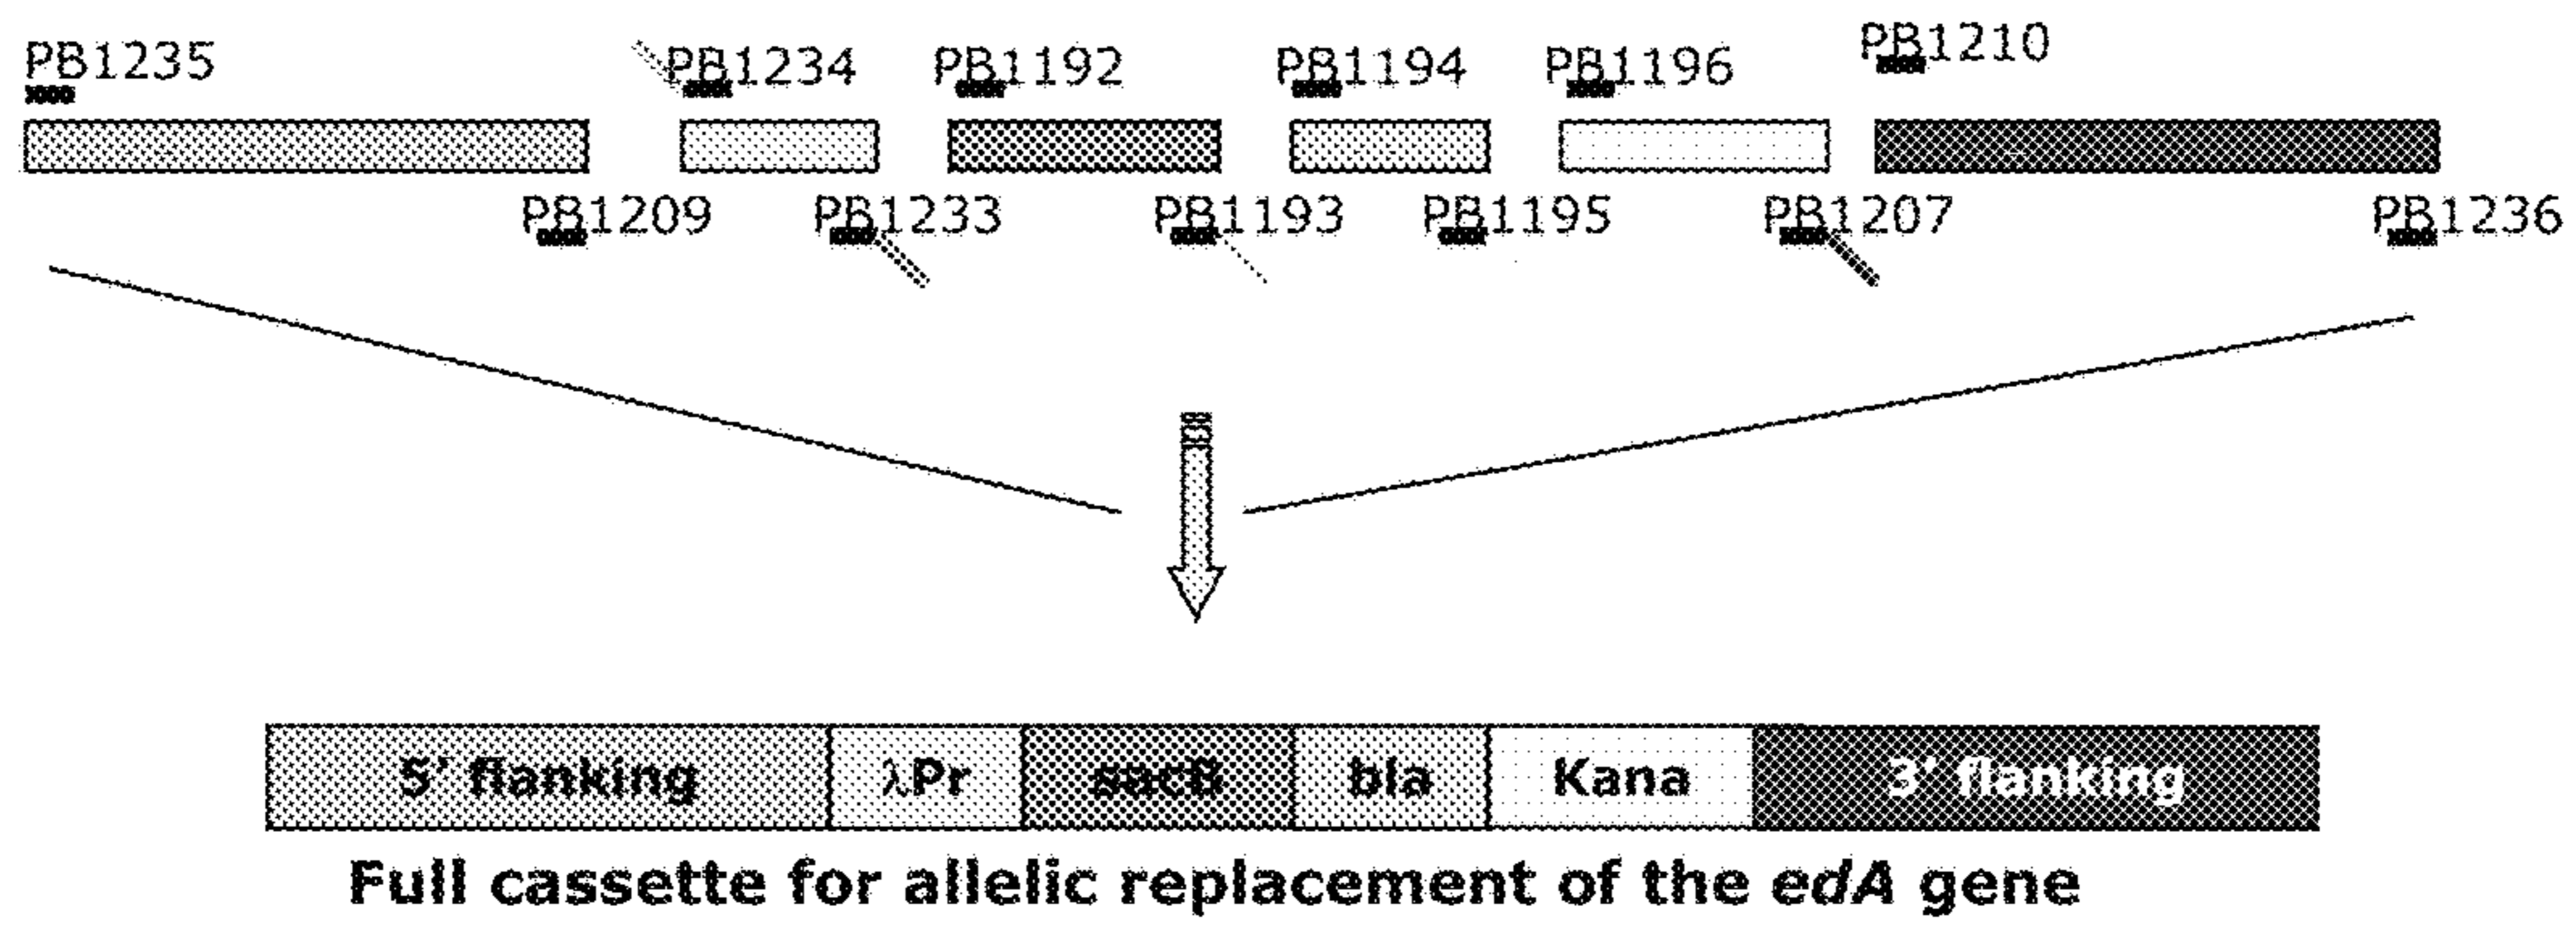 PB1235 PB1234 PB1192 PB1194 PB1196 PB1210
PB1209 PB1233 PB1193 PB1195 PB1207 PB1236
5' flanking λPr sacB bla Kana 3' flanking
Full cassette for allelic replacement of the edA gene